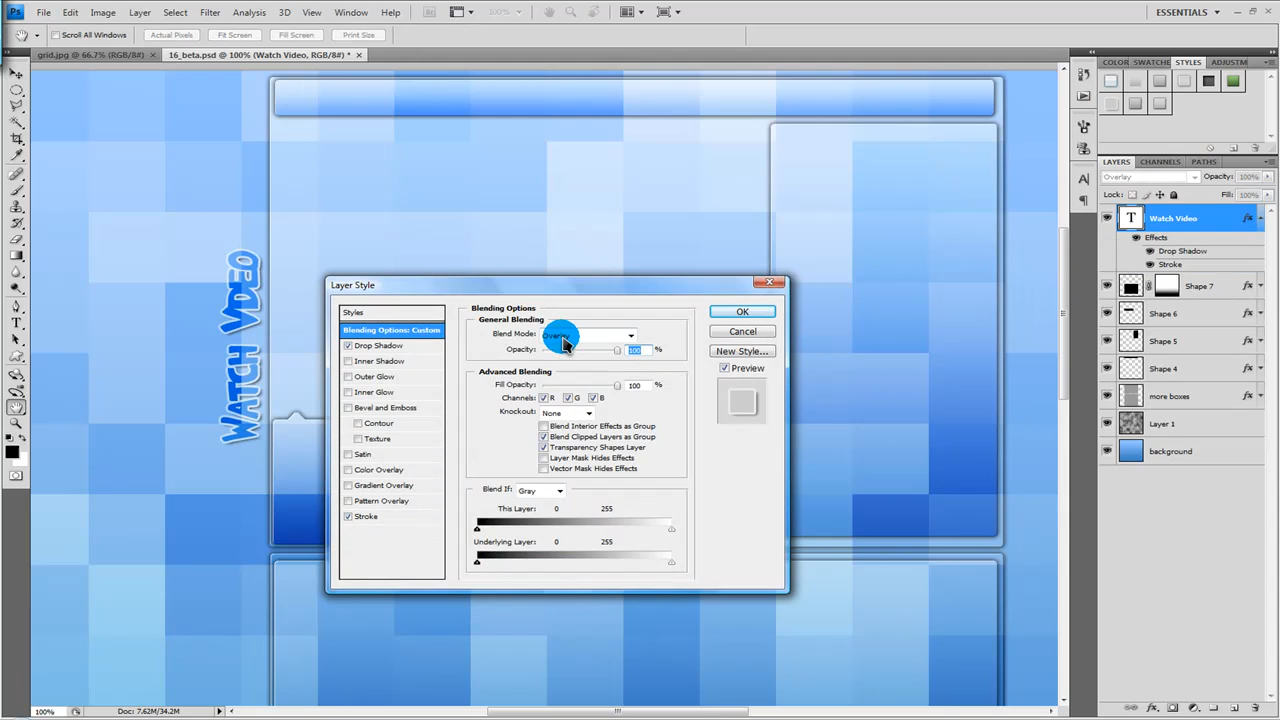 Ps File Edit Image Layer Select Filter Analysis 3D View Window Help Br 100% ESSENTIALS
Scroll All Windows Actual Pixels Fit Screen Fill Screen Print Size
grid.jpg @ 66.7% (RGB/8#) × 16_beta.psd @ 100% (Watch Video, RGB/8#) * ×
COLOR SWATCHE STYLES ADJUSTM
LAYERS CHANNELS PATHS
Overlay Opacity: 100%
Lock: Fill: 100%
T Watch Video fx
Effects
Drop Shadow
Stroke
Shape 7
Shape 6
Shape 5
Shape 4
more boxes
Layer 1
background
WATCH VIDEO
Layer Style
Styles
Blending Options: Custom
Drop Shadow
Inner Shadow
Outer Glow
Inner Glow
Bevel and Emboss
Contour
Texture
Satin
Color Overlay
Gradient Overlay
Pattern Overlay
Stroke
Blending Options
General Blending
Blend Mode: Overlay
Opacity: 100 %
Advanced Blending
Fill Opacity: 100 %
Channels: R G B
Knockout: None
Blend Interior Effects as Group
Blend Clipped Layers as Group
Transparency Shapes Layer
Layer Mask Hides Effects
Vector Mask Hides Effects
Blend If: Gray
This Layer: 0 255
Underlying Layer: 0 255
OK
Cancel
New Style...
Preview
100% Doc: 7.62M/34.2M